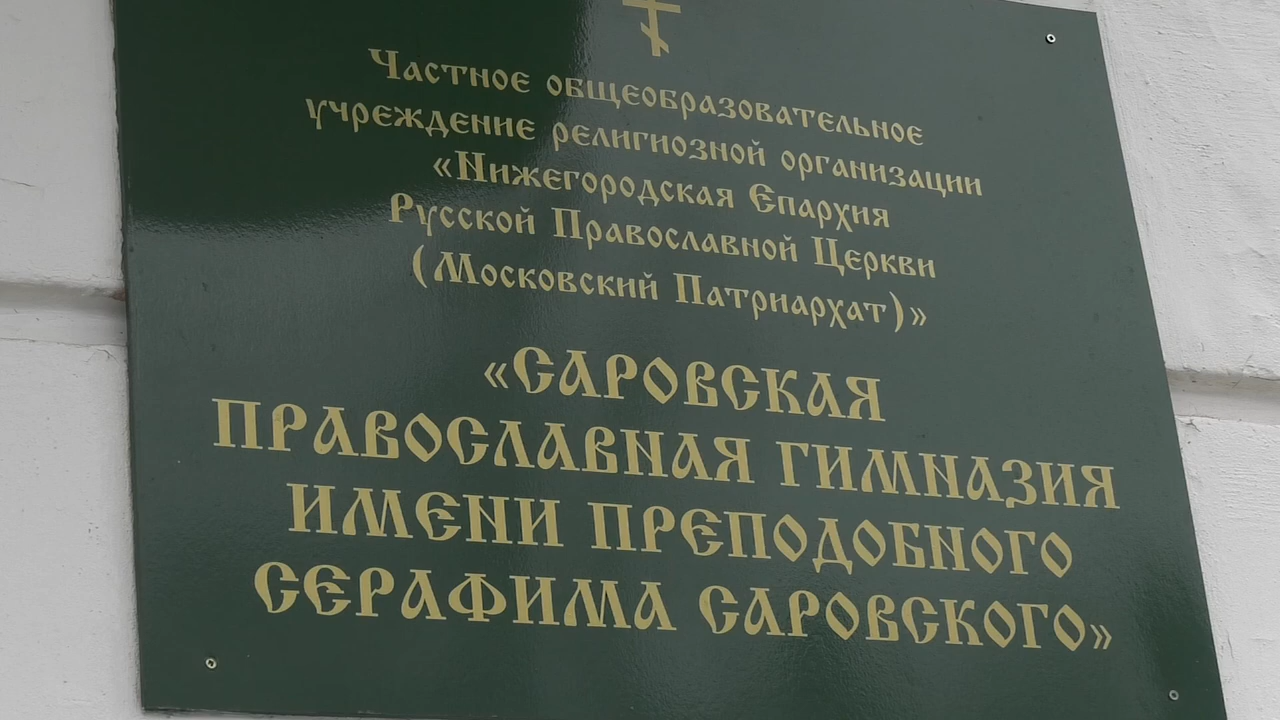 Частное общеобразовательное
учреждение религиозной организации
«Нижегородская Епархия
Русской Православной Церкви
(Московский Патриархат)»
«САРОВСКАЯ
ПРАВОСЛАВНАЯ ГИМНАЗИЯ
ИМЕНИ ПРЕПОДОБНОГО
СЕРАФИМА САРОВСКОГО»